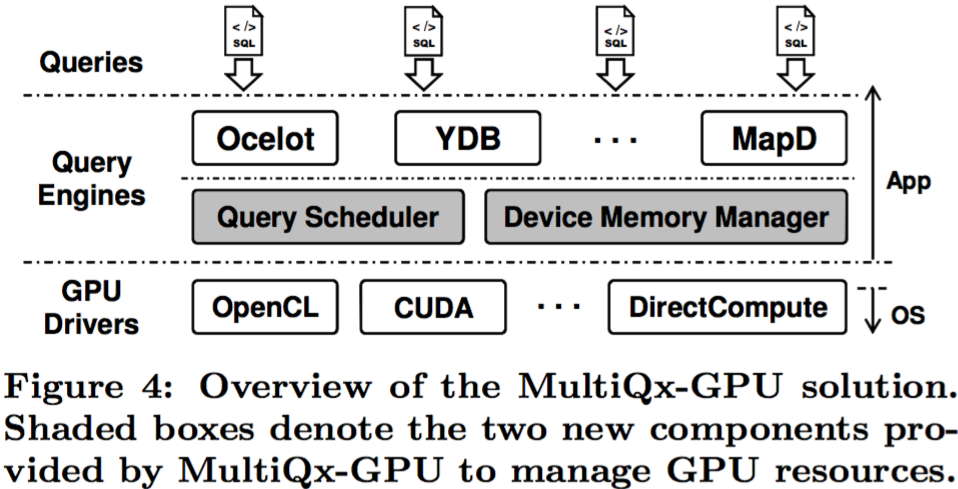 </> </> </> </>
SQL SQL SQL SQL
Queries
Ocelot YDB · · · MapD
Query
Engines
App
Query Scheduler Device Memory Manager
GPU
Drivers
OpenCL CUDA · · · DirectCompute
OS
Figure 4: Overview of the MultiQx-GPU solution.
Shaded boxes denote the two new components pro-
vided by MultiQx-GPU to manage GPU resources.